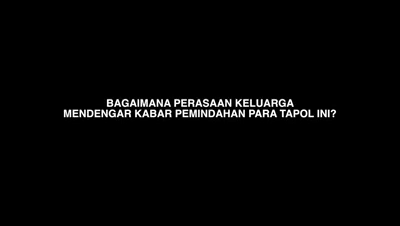 BAGAIMANA PERASAAN KELUARGA
MENDENGAR KABAR PEMINDAHAN PARA TAPOL INI?